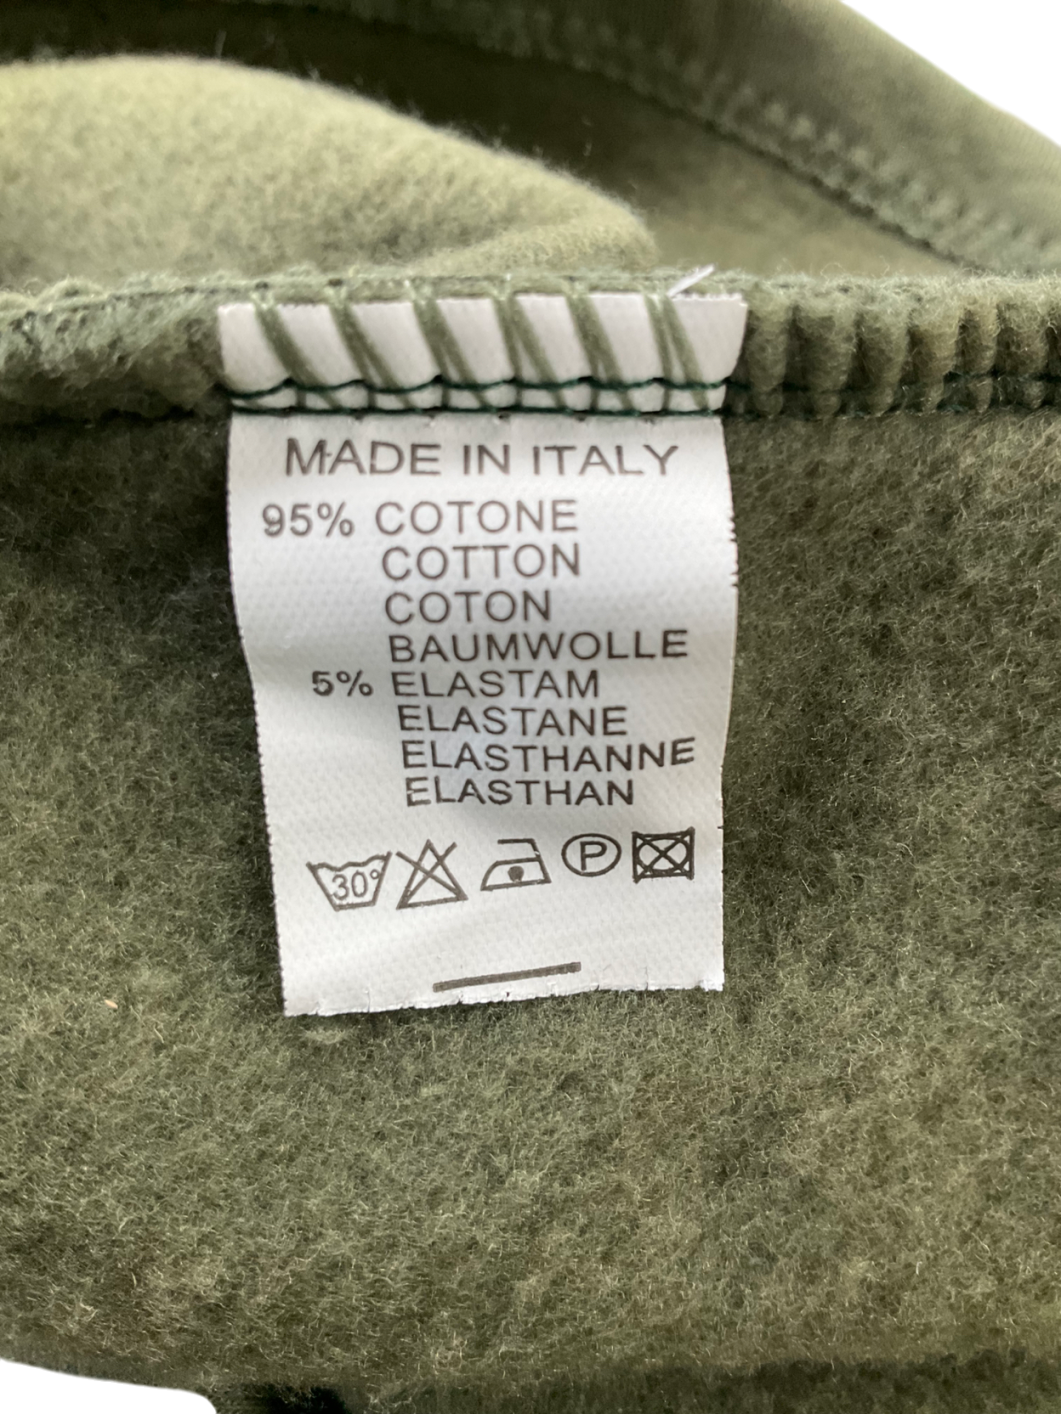 MADE IN ITALY
95% COTONE
COTTON
COTON
BAUMWOLLE
5% ELASTAM
ELASTANE
ELASTHANNE
ELASTHAN
30° P